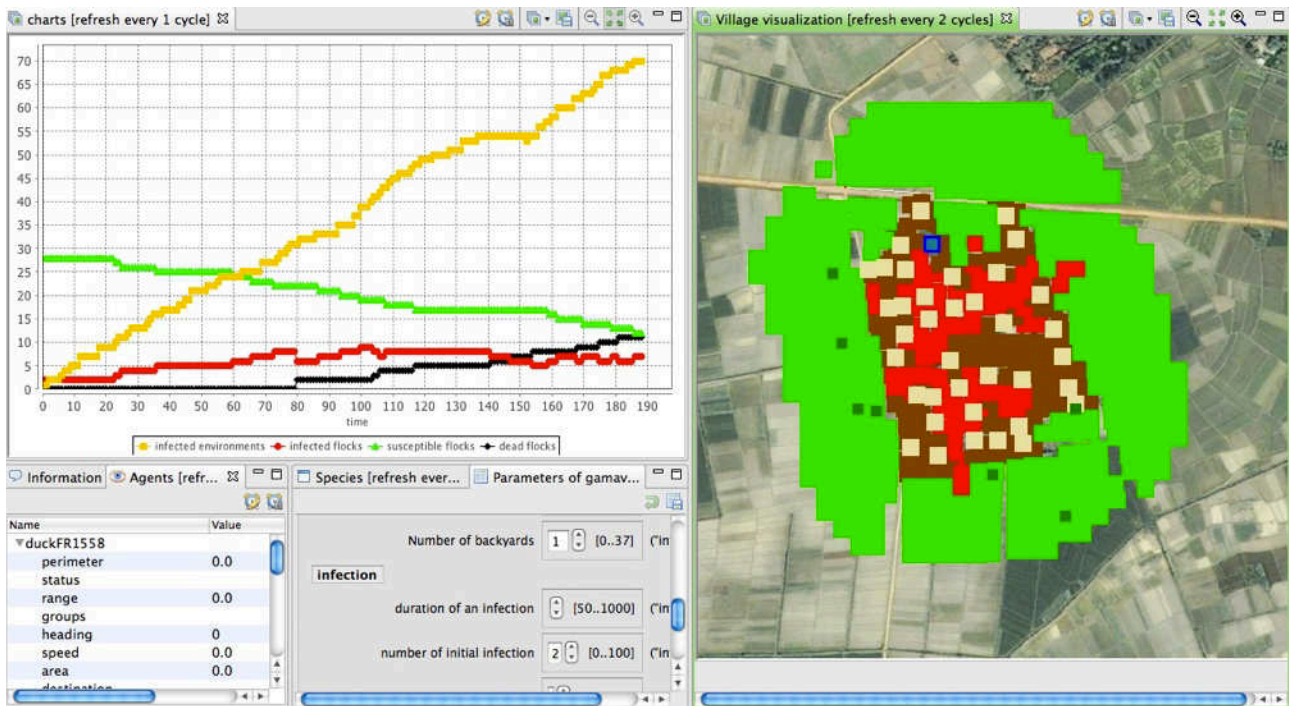 charts [refresh every 1 cycle]
70
65
60
55
50
45
40
35
30
25
20
15
10
5
0
0 10 20 30 40 50 60 70 80 90 100 110 120 130 140 150 160 170 180 190
time
infected environments infected flocks susceptible flocks dead flocks
Village visualization [refresh every 2 cycles]
Information Agents [refr...
Name Value
duckFR1558
perimeter 0.0
status
range 0.0
groups
heading 0
speed 0.0
area 0.0
destination
Species [refresh ever... Parameters of gamav...
Number of backyards 1 [0..37] ("in
infection
duration of an infection [50..1000] ("in
number of initial infection 2 [0..100] ("in